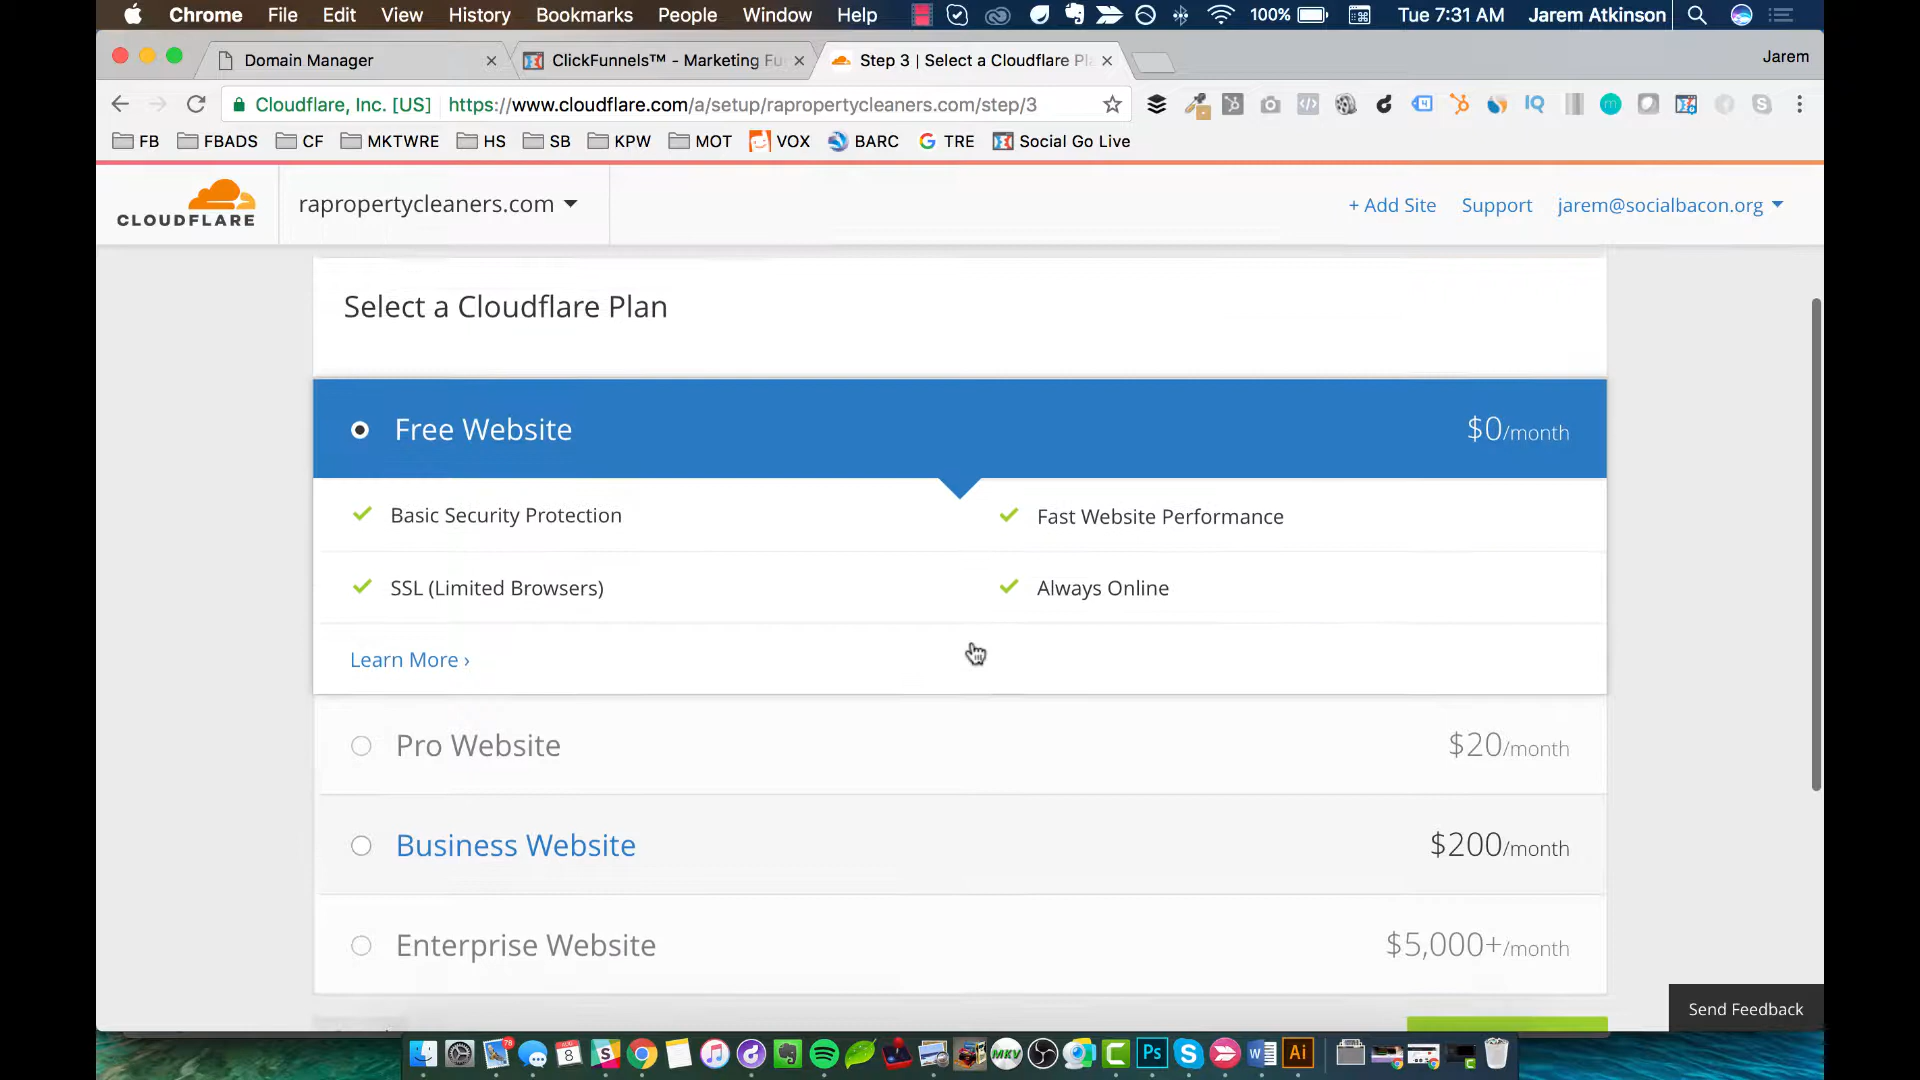 Chrome File Edit View History Bookmarks People Window Help 100% Tue 7:31 AM Jarem Atkinson
Domain Manager ClickFunnels™ - Marketing Fu Step 3 | Select a Cloudflare Pl Jarem
Cloudflare, Inc. [US] https://www.cloudflare.com/a/setup/rapropertycleaners.com/step/3
FB FBADS CF MKTWRE HS SB KPW MOT VOX BARC TRE Social Go Live
CLOUDFLARE rapropertycleaners.com + Add Site Support jarem@socialbacon.org
Select a Cloudflare Plan
Free Website $0/month
Basic Security Protection Fast Website Performance
SSL (Limited Browsers) Always Online
Learn More ›
Pro Website $20/month
Business Website $200/month
Enterprise Website $5,000+/month
Send Feedback